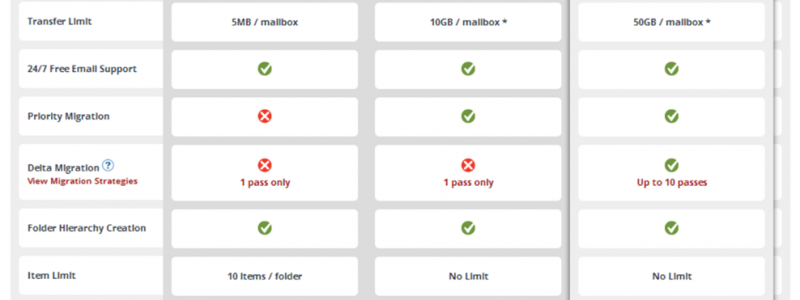 Transfer Limit
5MB / mailbox
10GB / mailbox *
50GB / mailbox *
24/7 Free Email Support
Priority Migration
Delta Migration ?
View Migration Strategies
1 pass only
1 pass only
Up to 10 passes
Folder Hierarchy Creation
Item Limit
10 Items / folder
No Limit
No Limit